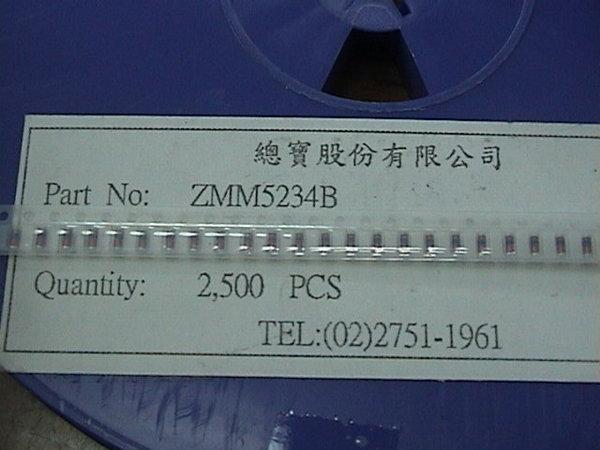 總寶股份有限公司
Part No: ZMM5234B
Quantity: 2,500 PCS
TEL:(02)2751-1961